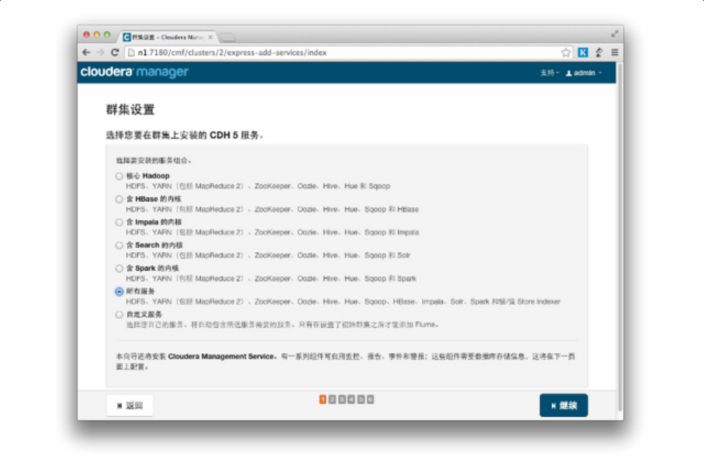 群集设置 - Cloudera Manag
n1:7180/cmf/clusters/2/express-add-services/index
cloudera manager
支持 admin
群集设置
选择您要在群集上安装的 CDH 5 服务。
选择要安装的服务组合。
核心 Hadoop
HDFS、YARN（包括 MapReduce 2）、ZooKeeper、Oozie、Hive、Hue 和 Sqoop
含 HBase 的内核
HDFS、YARN（包括 MapReduce 2）、ZooKeeper、Oozie、Hive、Hue、Sqoop 和 HBase
含 Impala 的内核
HDFS、YARN（包括 MapReduce 2）、ZooKeeper、Oozie、Hive、Hue、Sqoop 和 Impala
含 Search 的内核
HDFS、YARN（包括 MapReduce 2）、ZooKeeper、Oozie、Hive、Hue、Sqoop 和 Solr
含 Spark 的内核
HDFS、YARN（包括 MapReduce 2）、ZooKeeper、Oozie、Hive、Hue、Sqoop 和 Spark
所有服务
HDFS、YARN（包括 MapReduce 2）、ZooKeeper、Oozie、Hive、Hue、Sqoop、HBase、Impala、Solr、Spark 和键/值 Store Indexer
自定义服务
选择您自己的服务。将自动包含所选服务需要的服务。只有在设置了初始群集之后才能添加 Flume。
本向导还将安装 Cloudera Management Service。有一系列组件可启用监控、报告、事件和警报；这些组件需要数据库存储信息，这将在下一页
面上配置。
返回
1 2 3 4 5 6
继续